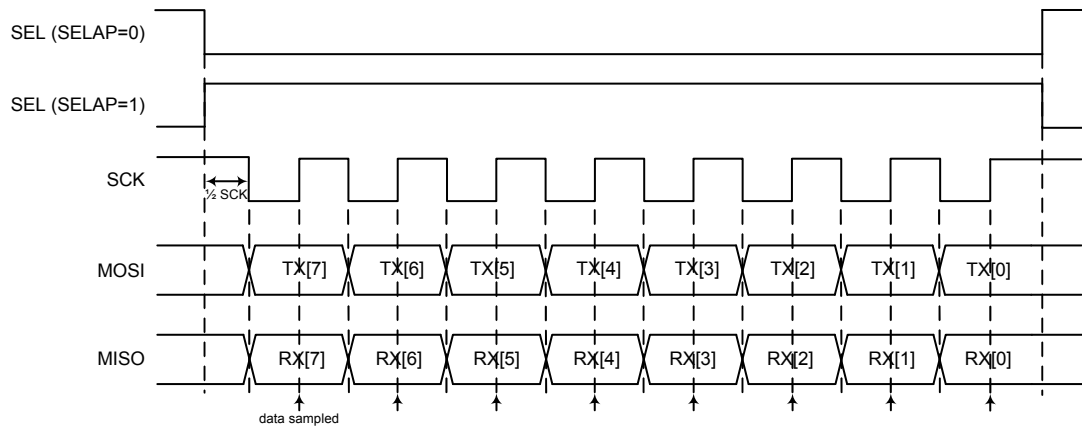 SEL (SELAP=0)
SEL (SELAP=1)
SCK
½ SCK
MOSI
TX[7] TX[6] TX[5] TX[4] TX[3] TX[2] TX[1] TX[0]
MISO
RX[7] RX[6] RX[5] RX[4] RX[3] RX[2] RX[1] RX[0]
data sampled